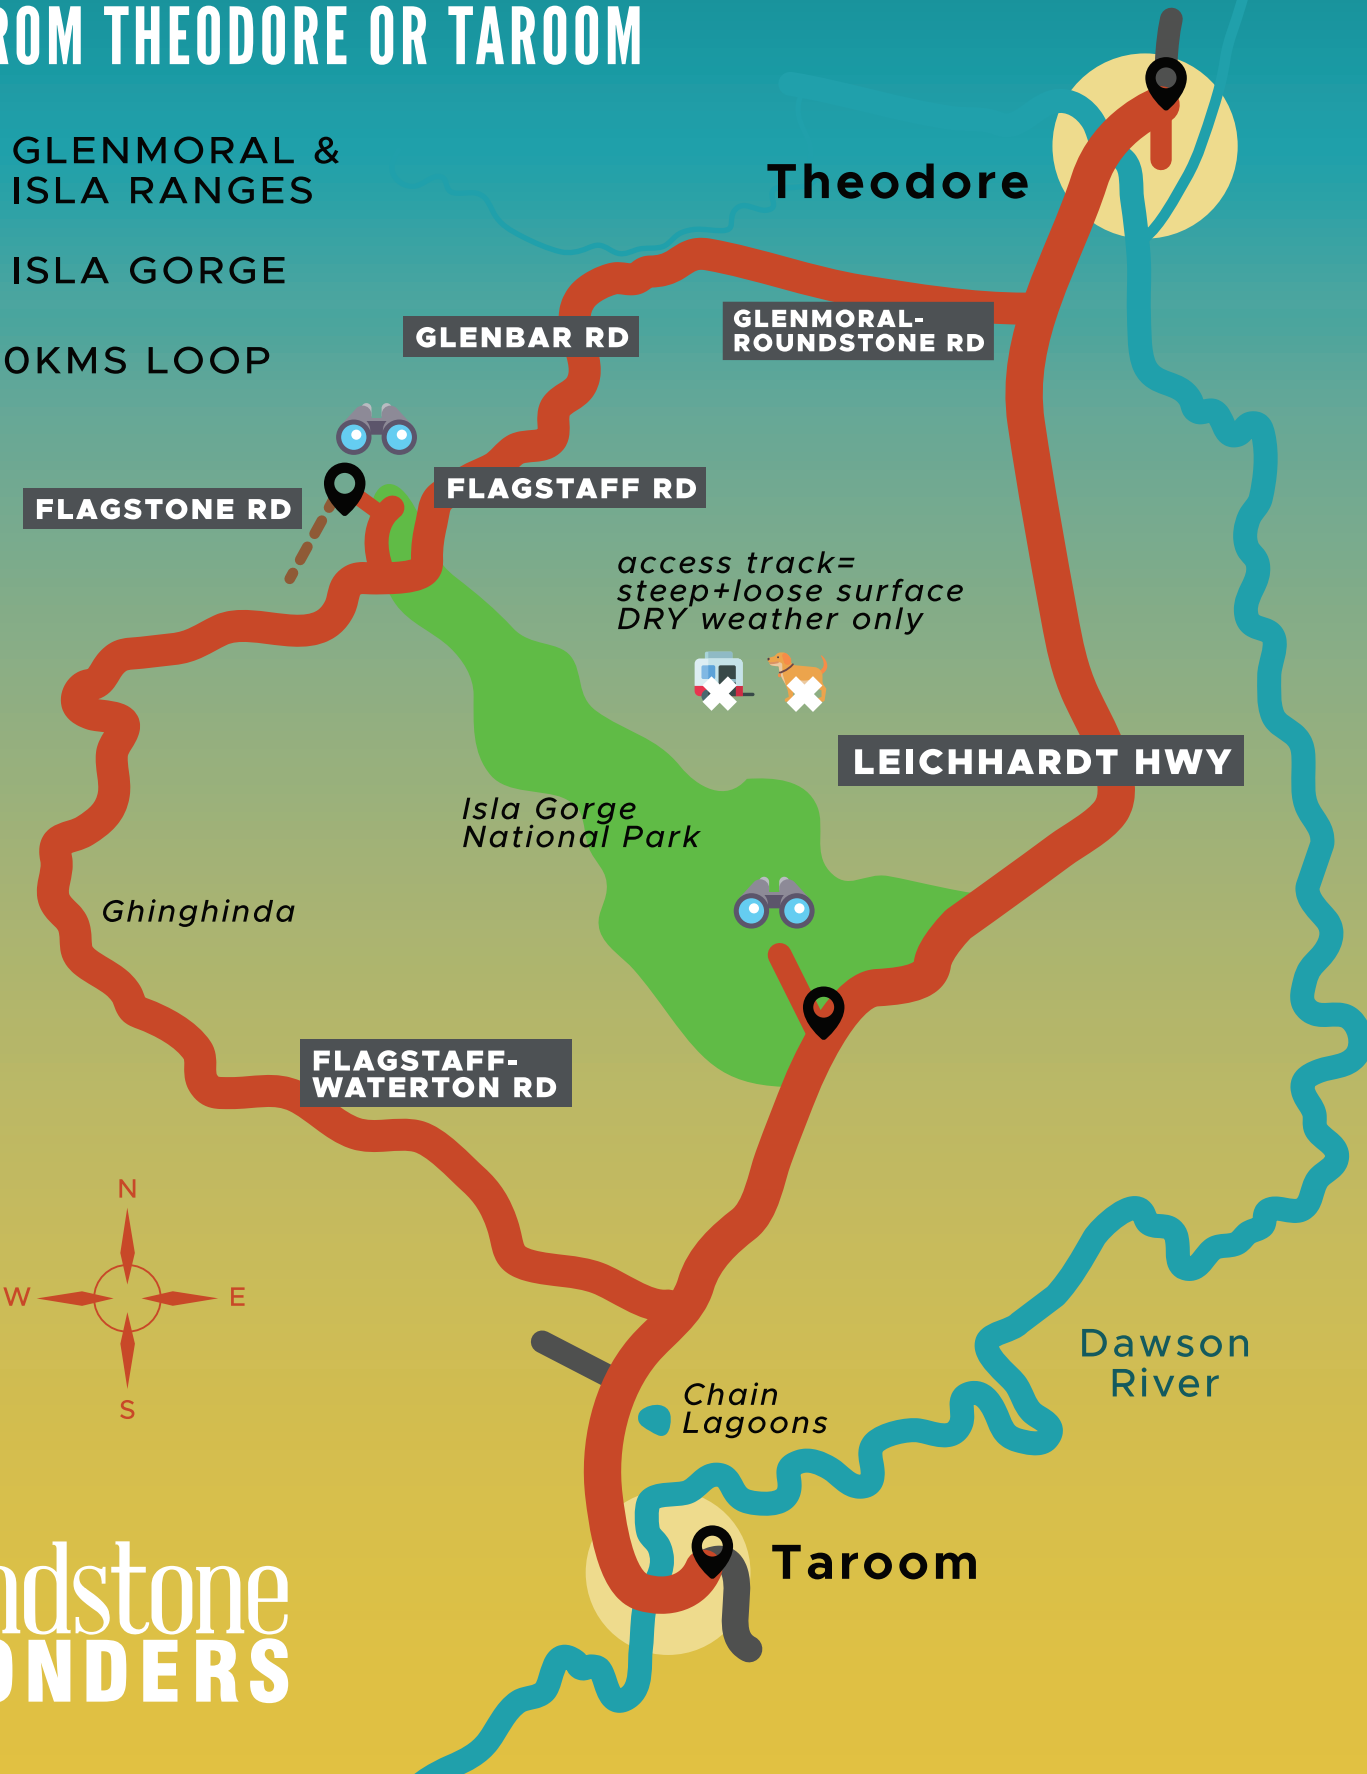 ROM THEODORE OR TAROOM
GLENMORAL &
ISLA RANGES
ISLA GORGE
0KMS LOOP
Theodore
GLENBAR RD
GLENMORAL-
ROUNDSTONE RD
FLAGSTONE RD
FLAGSTAFF RD
access track=
steep+loose surface
DRY weather only
LEICHHARDT HWY
Isla Gorge
National Park
Ghinghinda
FLAGSTAFF-
WATERTON RD
N
W
E
S
Dawson
River
Chain
Lagoons
Taroom
ndstone
ONDERS